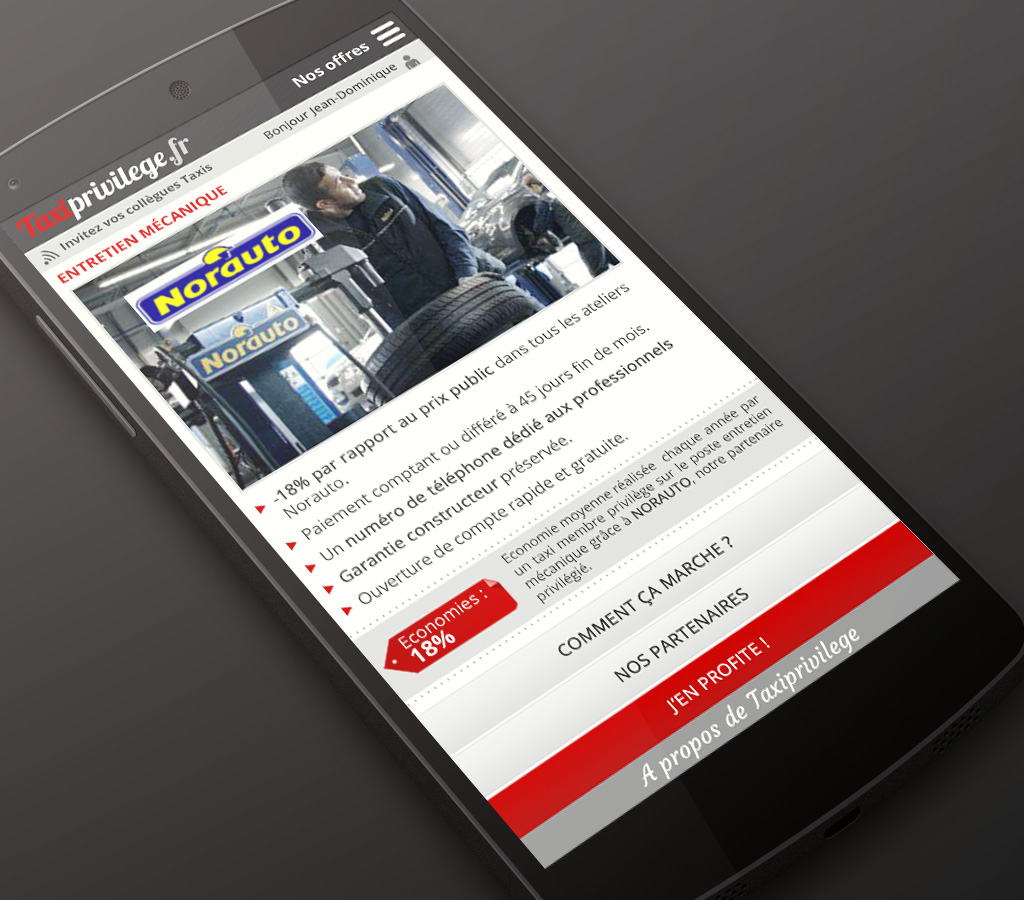 Nos offres
Taxiprivilege.fr
Bonjour Jean-Dominique
Invitez vos collègues Taxis
ENTRETIEN MÉCANIQUE
Norauto
Norauto
-18% par rapport au prix public dans tous les ateliers
Norauto.
Paiement comptant ou différé à 45 jours fin de mois.
Un numéro de téléphone dédié aux professionnels
Garantie constructeur préservée.
Ouverture de compte rapide et gratuite.
Economies :
18%
Economie moyenne réalisée chaque année par
un taxi membre privilège sur le poste entretien
mécanique grâce à NORAUTO, notre partenaire
privilégié.
COMMENT ÇA MARCHE ?
NOS PARTENAIRES
J'EN PROFITE !
A propos de Taxiprivilege